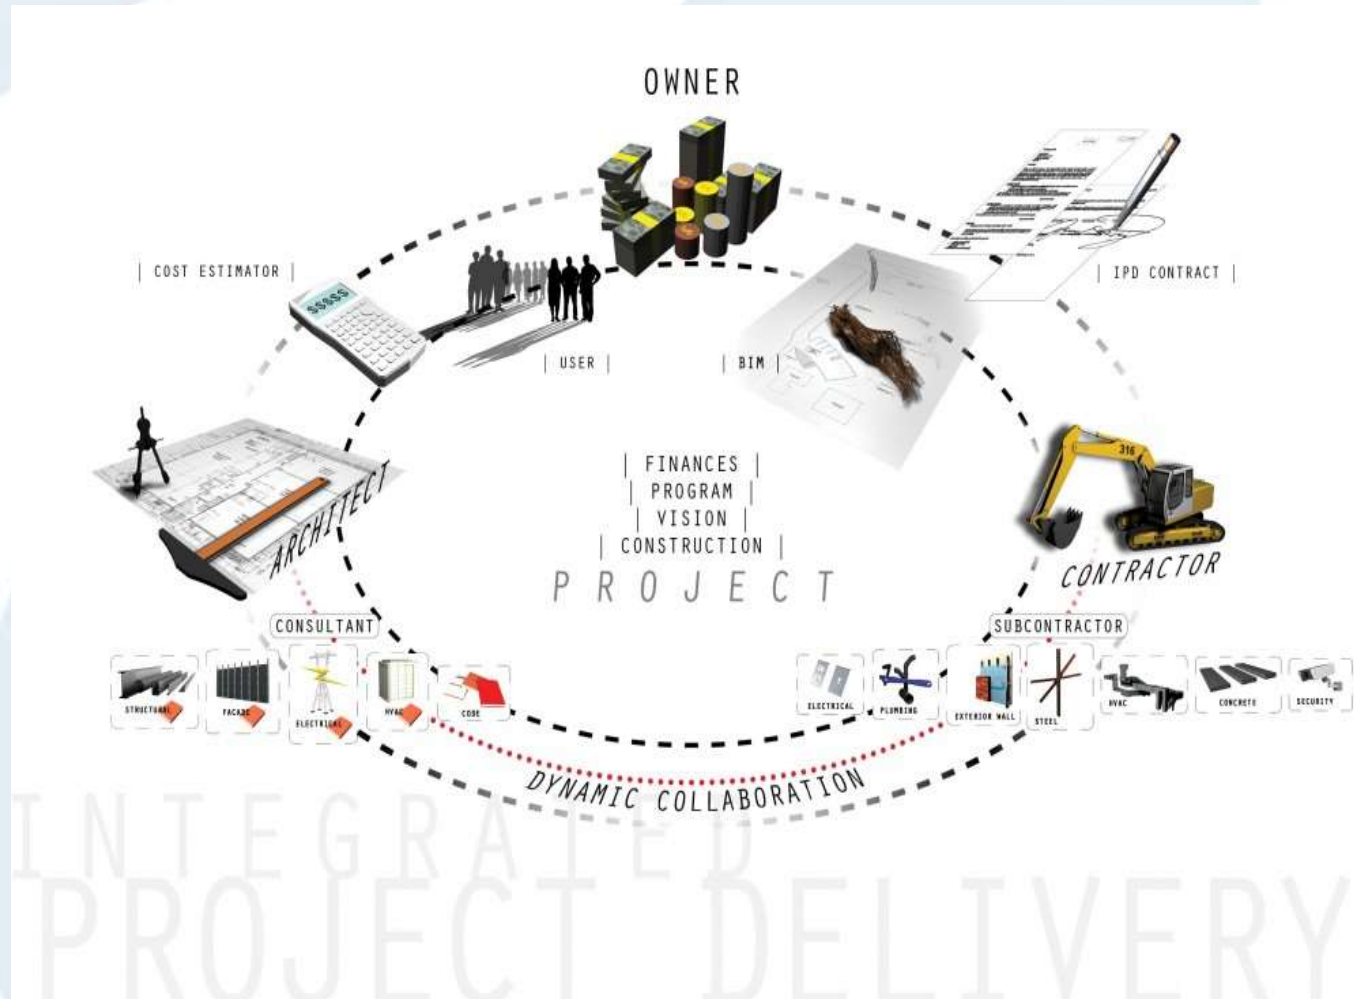 OWNER
| COST ESTIMATOR |
| IPD CONTRACT |
$$$$$
| USER |
| BIM |
316
| FINANCES |
| PROGRAM |
| VISION |
| CONSTRUCTION |
PROJECT
ARCHITECT
CONTRACTOR
CONSULTANT
SUBCONTRACTOR
STRUCTURAL
FACADE
ELECTRICAL
HVAC
CODE
ELECTRICAL
PLUMBING
EXTERIOR WALL
STEEL
HVAC
CONCRETE
SECURITY
DYNAMIC COLLABORATION
INTEGRATED
PROJECT DELIVERY